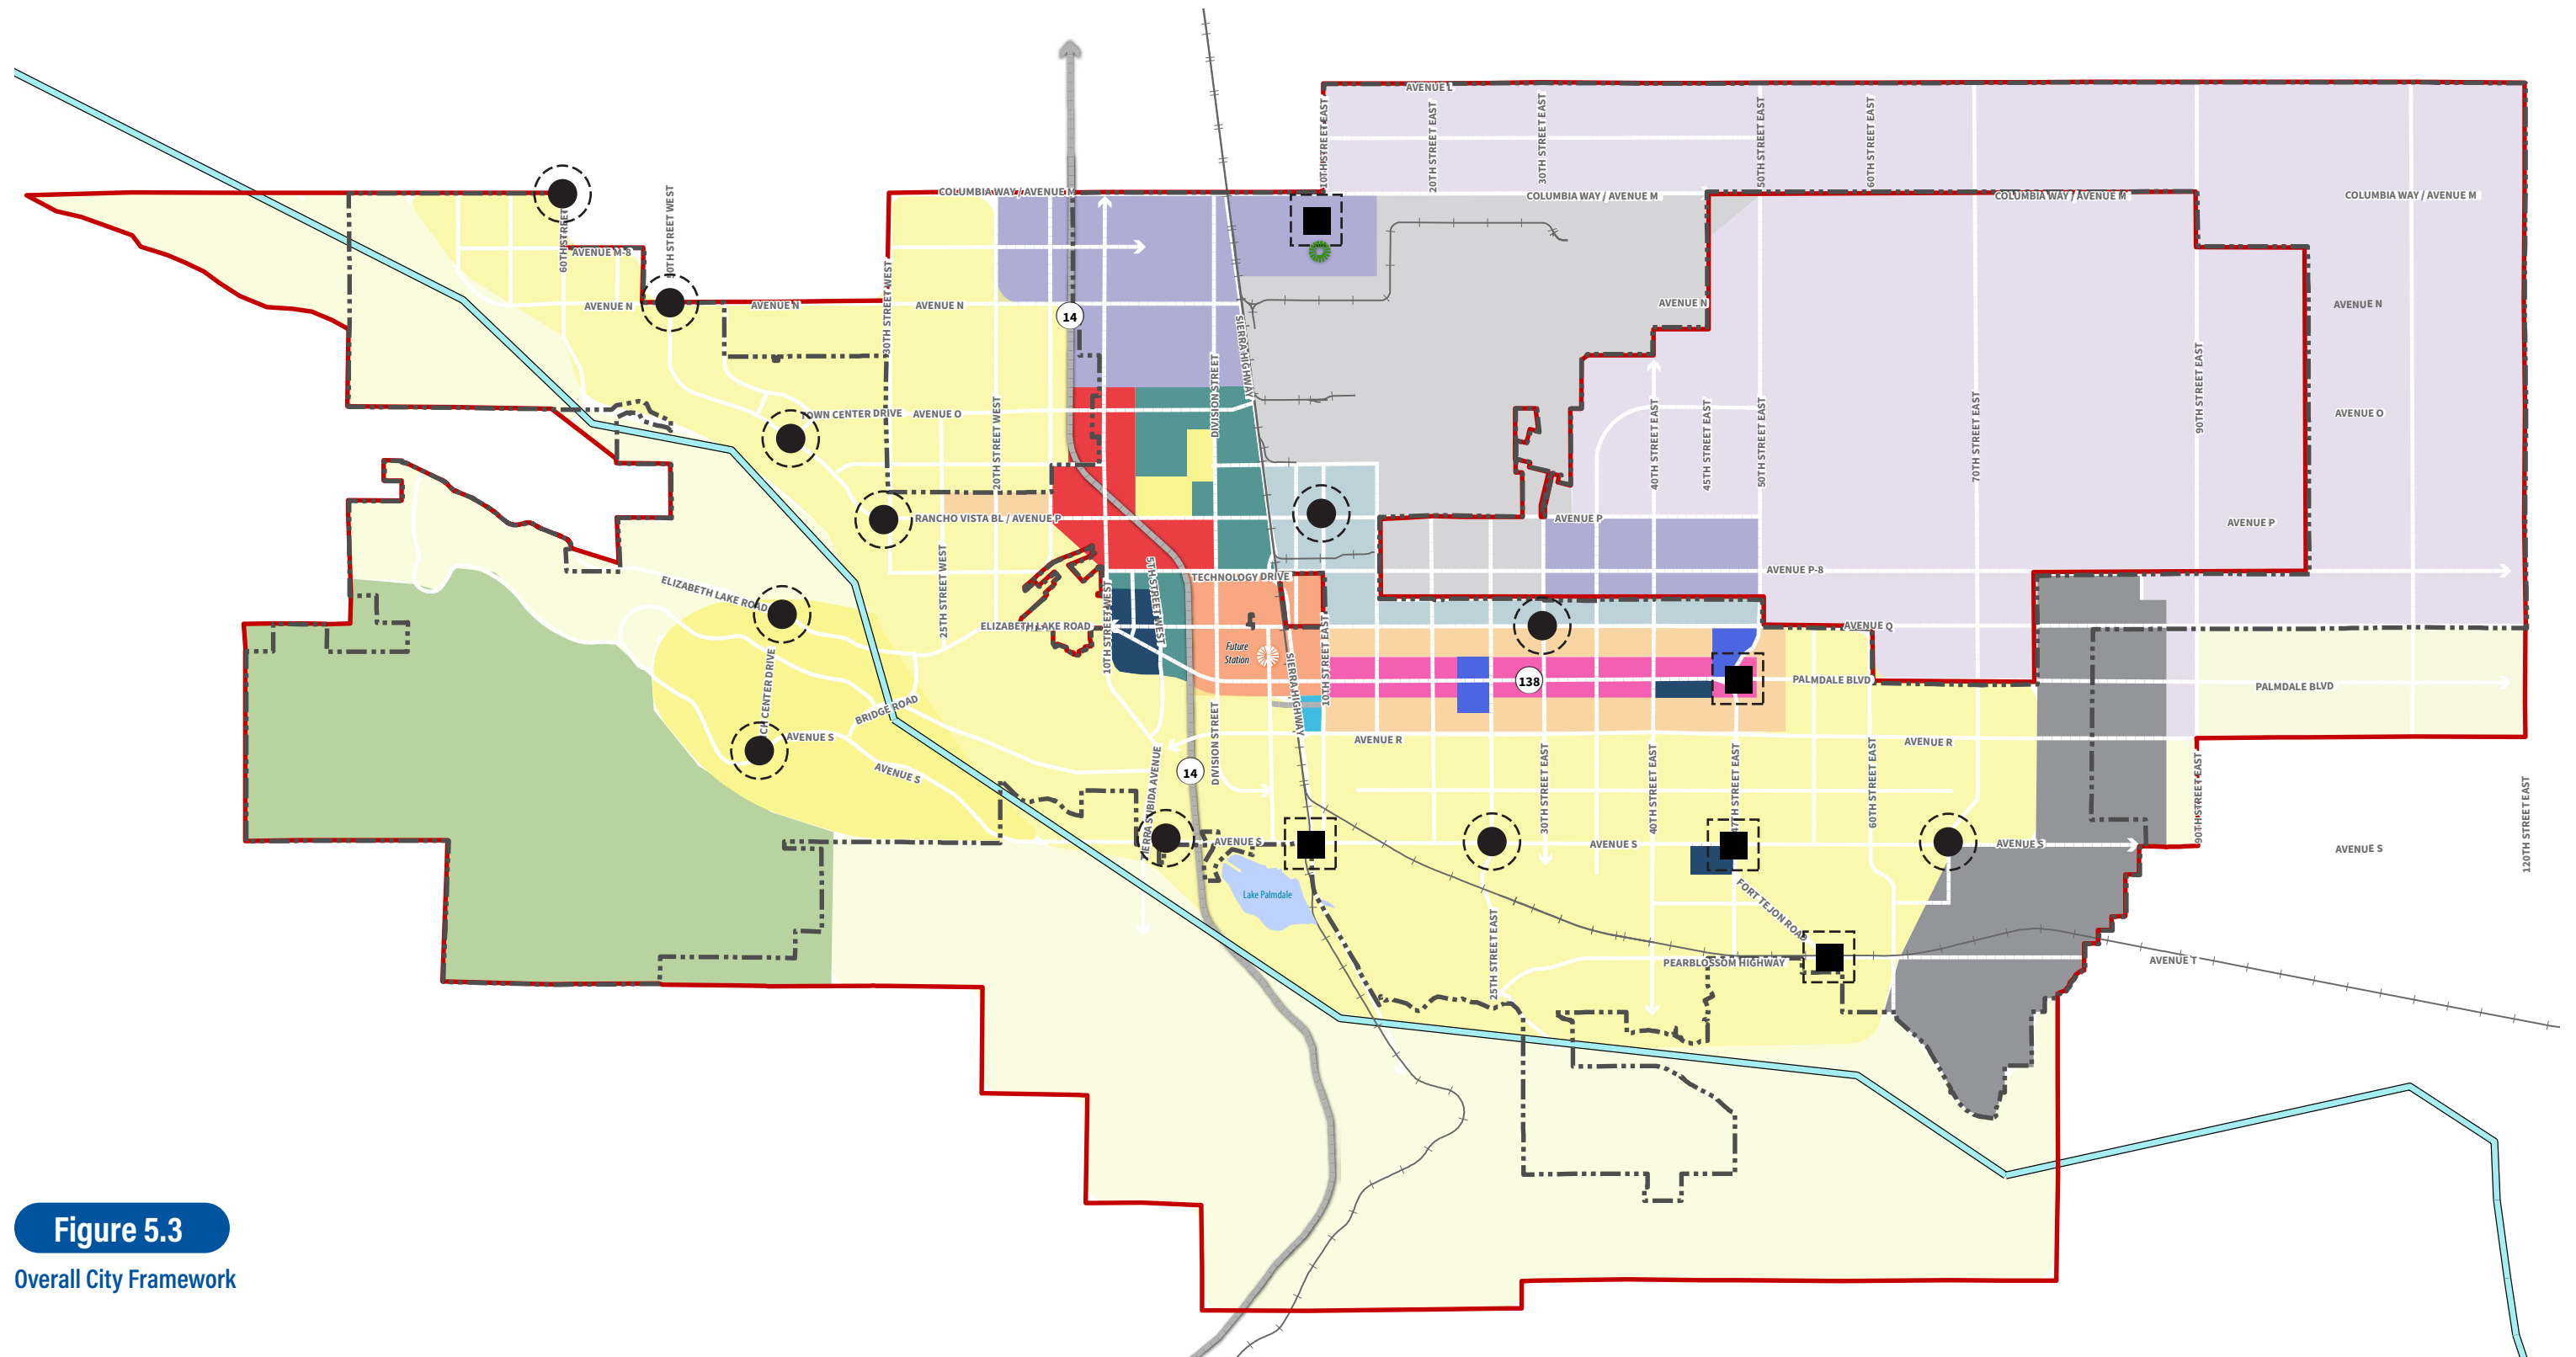 AVENUE L
10TH STREET EAST
20TH STREET EAST
30TH STREET EAST
50TH STREET EAST
60TH STREET EAST
COLUMBIA WAY / AVENUE M
COLUMBIA WAY / AVENUE M
COLUMBIA WAY / AVENUE M
COLUMBIA WAY / AVENUE M
AVENUE M-8
AVENUE N
AVENUE N
AVENUE N
AVENUE N
AVENUE N
30TH STREET WEST
14
SIERRA HIGHWAY
DIVISION STREET
TOWN CENTER DRIVE
AVENUE O
AVENUE O
20TH STREET WEST
40TH STREET EAST
45TH STREET EAST
50TH STREET EAST
70TH STREET EAST
90TH STREET EAST
RANCHO VISTA BL / AVENUE P
AVENUE P
AVENUE P
25TH STREET WEST
ELIZABETH LAKE ROAD
TECHNOLOGY DRIVE
5TH STREET WEST
AVENUE P-8
10TH STREET WEST
ELIZABETH LAKE ROAD
AVENUE Q
Future
Station
SIERRA HIGHWAY
10TH STREET EAST
138
PALMDALE BLVD
PALMDALE BLVD
BRIDGE ROAD
CENTER DRIVE
AVENUE S
AVENUE R
AVENUE R
AVENUE S
14
DIVISION STREET
30TH STREET EAST
40TH STREET EAST
47TH STREET EAST
60TH STREET EAST
90TH STREET EAST
120TH STREET EAST
AVENUE
AVENUE S
AVENUE S
AVENUE S
AVENUE S
Lake Palmdale
25TH STREET EAST
FORT TEJON ROAD
PEARBLOSSOM HIGHWAY
AVENUE T
Figure 5.3
Overall City Framework